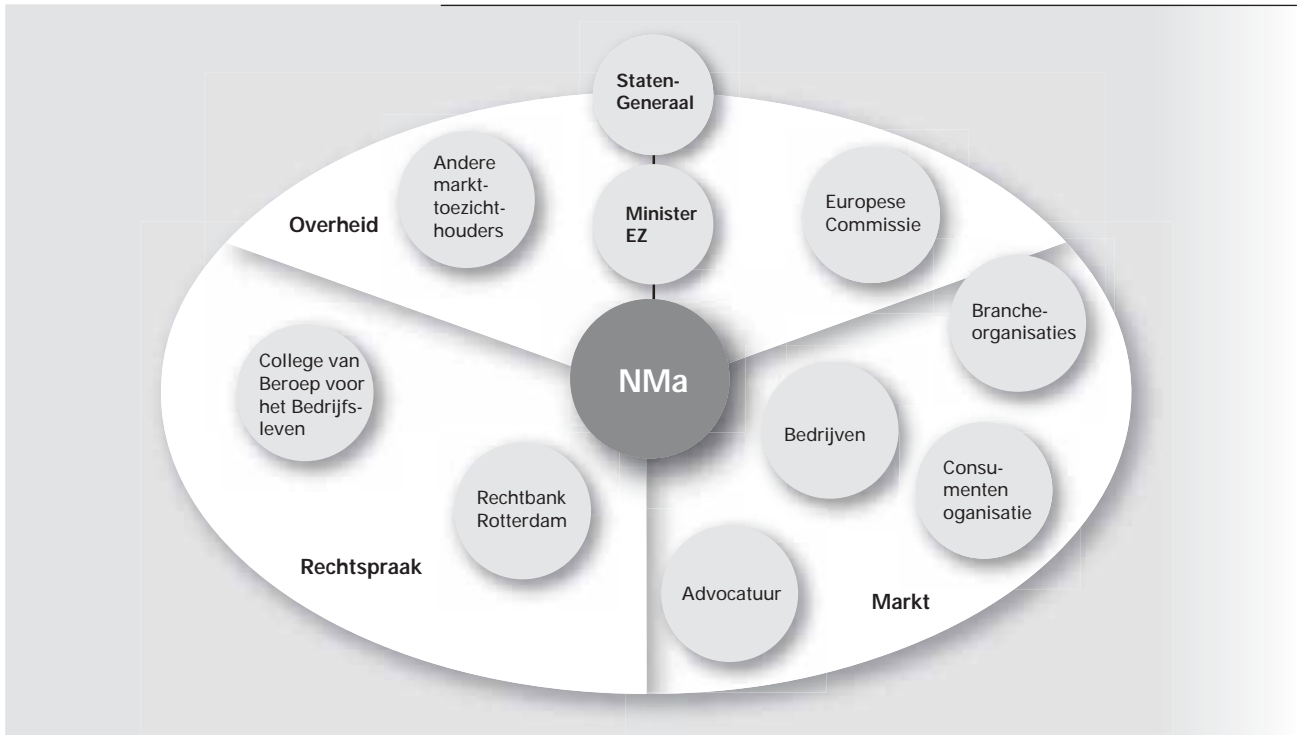 Staten-
Generaal
Andere
markt-
toezicht-
houders
Overheid
Minister
EZ
Europese
Commissie
Branche-
organisaties
NMa
College van
Beroep voor
het Bedrijfs-
leven
Bedrijven
Consu-
menten
oganisatie
Rechtbank
Rotterdam
Rechtspraak
Advocatuur
Markt